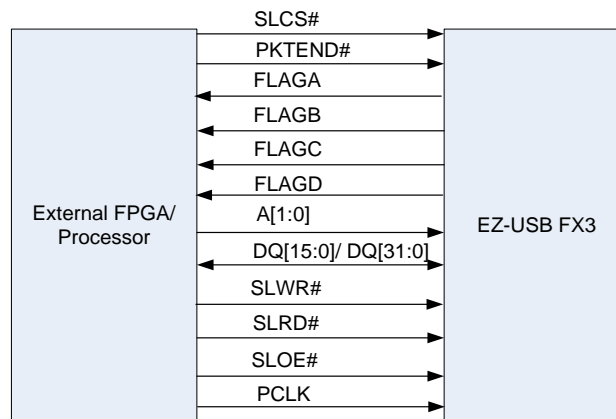 SLCS#
PKTEND#
FLAGA
FLAGB
FLAGC
FLAGD
External FPGA/
Processor
A[1:0]
EZ-USB FX3
DQ[15:0]/ DQ[31:0]
SLWR#
SLRD#
SLOE#
PCLK